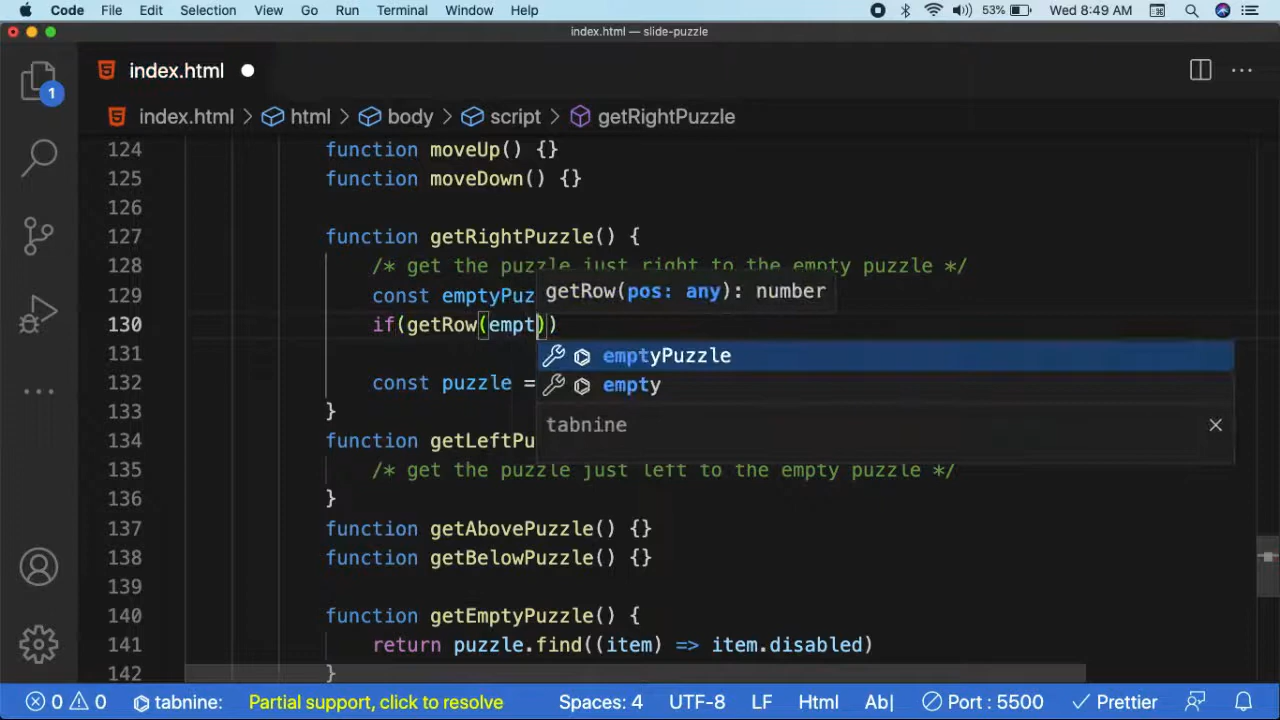 Code File Edit Selection View Go Run Terminal Window Help 53% Wed 8:49 AM
index.html — slide-puzzle
index.html
1
index.html > html > body > script > getRightPuzzle
124 function moveUp() {}
125 function moveDown() {}
126
127 function getRightPuzzle() {
128 /* get the puzzle just right to the empty puzzle */
129 const emptyPuz
getRow(pos: any): number
130 if(getRow(empt))
131
emptyPuzzle
132 const puzzle =
empty
133 }
tabnine
134 function getLeftPu
135 /* get the puzzle just left to the empty puzzle */
136 }
137 function getAbovePuzzle() {}
138 function getBelowPuzzle() {}
139
140 function getEmptyPuzzle() {
141 return puzzle.find((item) => item.disabled)
142 }
0 0 tabnine: Partial support, click to resolve Spaces: 4 UTF-8 LF Html Ab| Port : 5500 Prettier